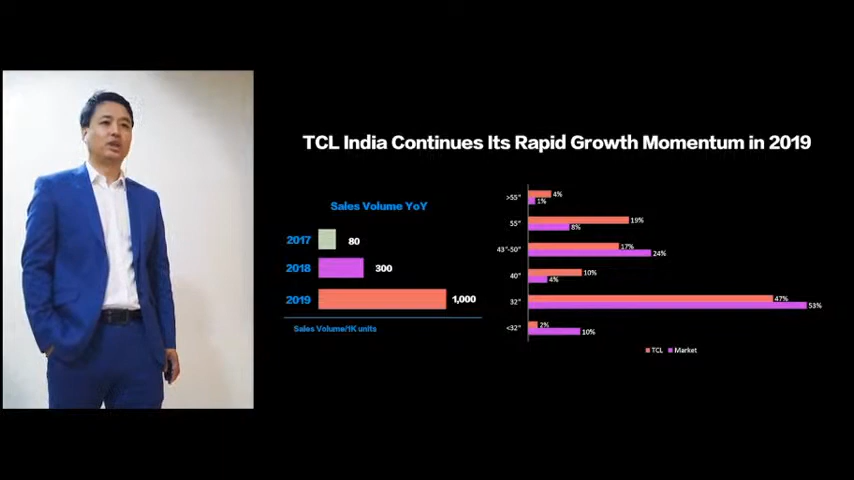 TCL India Continues Its Rapid Growth Momentum in 2019
Sales Volume YoY
2017 80
2018 300
2019 1,000
Sales Volume/1K units
>55" 4% 1%
55" 19% 8%
43"-50" 17% 24%
40" 10% 4%
32" 47% 53%
<32" 2% 10%
TCL Market